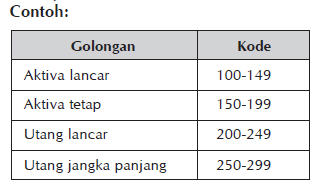 Contoh:
Golongan Kode
Aktiva lancar 100-149
Aktiva tetap 150-199
Utang lancar 200-249
Utang jangka panjang 250-299